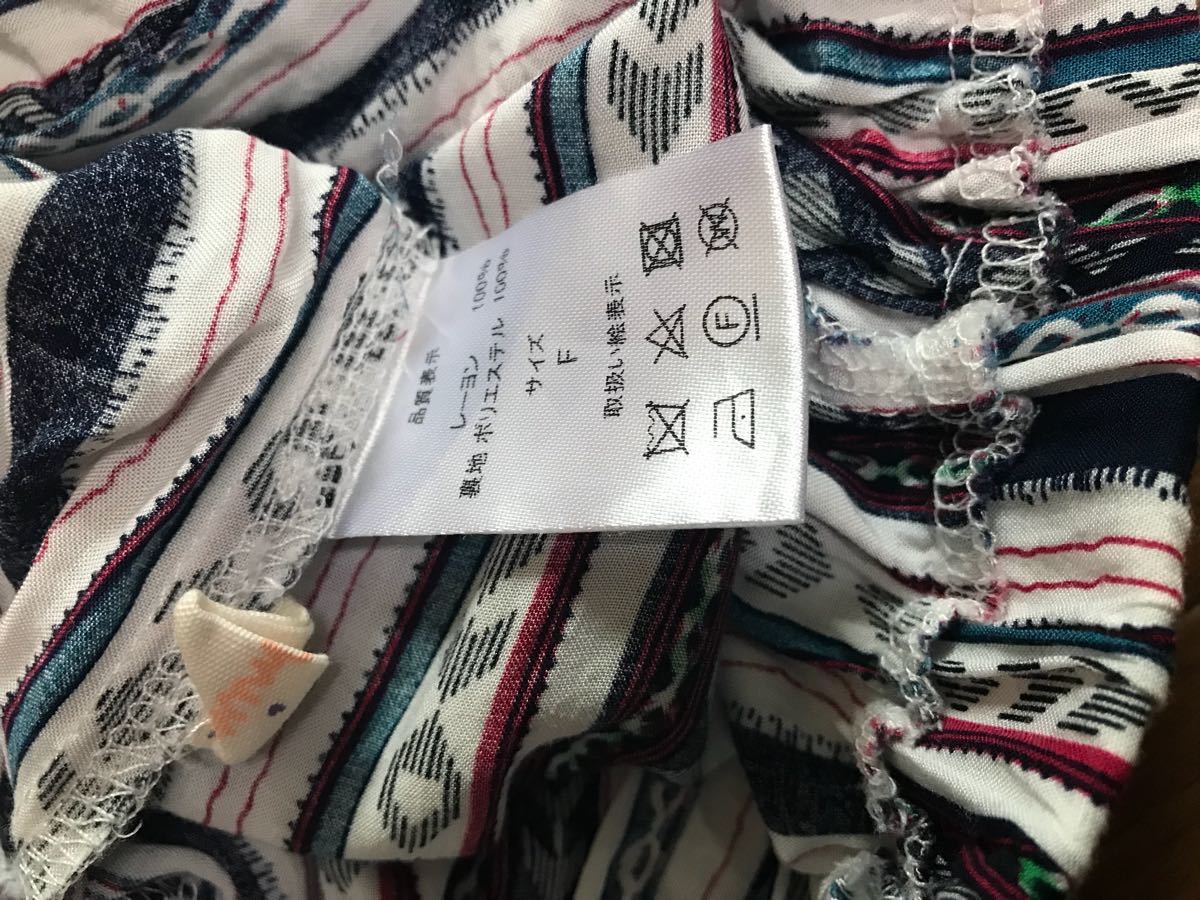 品質表示
レーヨン 100%
裏地 ポリエステル 100%
サイズ
F
取扱い絵表示
F